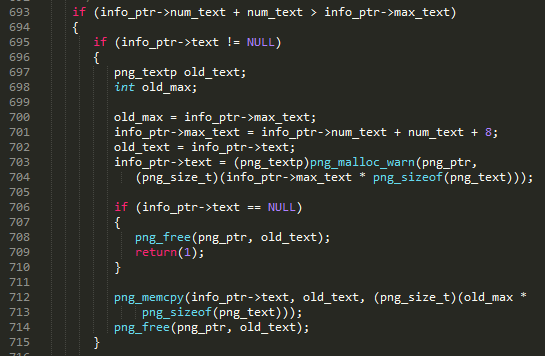 693 if (info_ptr->num_text + num_text > info_ptr->max_text)
694 {
695 if (info_ptr->text != NULL)
696 {
697 png_textp old_text;
698 int old_max;
699
700 old_max = info_ptr->max_text;
701 info_ptr->max_text = info_ptr->num_text + num_text + 8;
702 old_text = info_ptr->text;
703 info_ptr->text = (png_textp)png_malloc_warn(png_ptr,
704 (png_size_t)(info_ptr->max_text * png_sizeof(png_text)));
705
706 if (info_ptr->text == NULL)
707 {
708 png_free(png_ptr, old_text);
709 return(1);
710 }
711
712 png_memcpy(info_ptr->text, old_text, (png_size_t)(old_max *
713 png_sizeof(png_text)));
714 png_free(png_ptr, old_text);
715 }